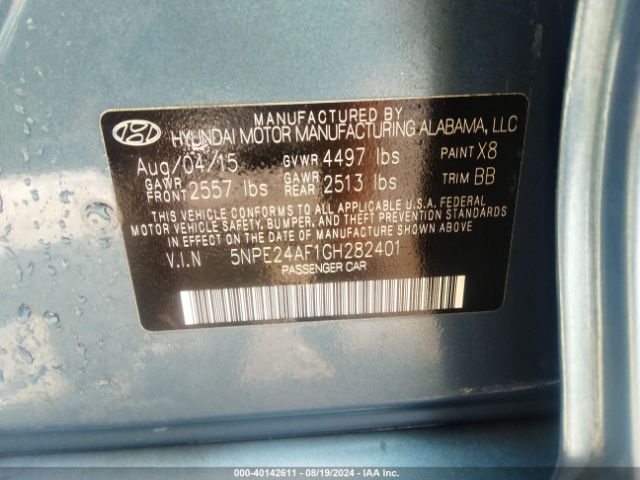 MANUFACTURED BY
HYUNDAI MOTOR MANUFACTURING ALABAMA, LLC
Aug/04/15 GVWR 4497 lbs PAINT X8
GAWR FRONT 2557 lbs GAWR REAR 2513 lbs TRIM BB
THIS VEHICLE CONFORMS TO ALL APPLICABLE U.S.A. FEDERAL
MOTOR VEHICLE SAFETY, BUMPER, AND THEFT PREVENTION STANDARDS
IN EFFECT ON THE DATE OF MANUFACTURE SHOWN ABOVE
V.I.N 5NPE24AF1GH282401
PASSENGER CAR
000-40142611 - 08/19/2024 - IAA Inc.